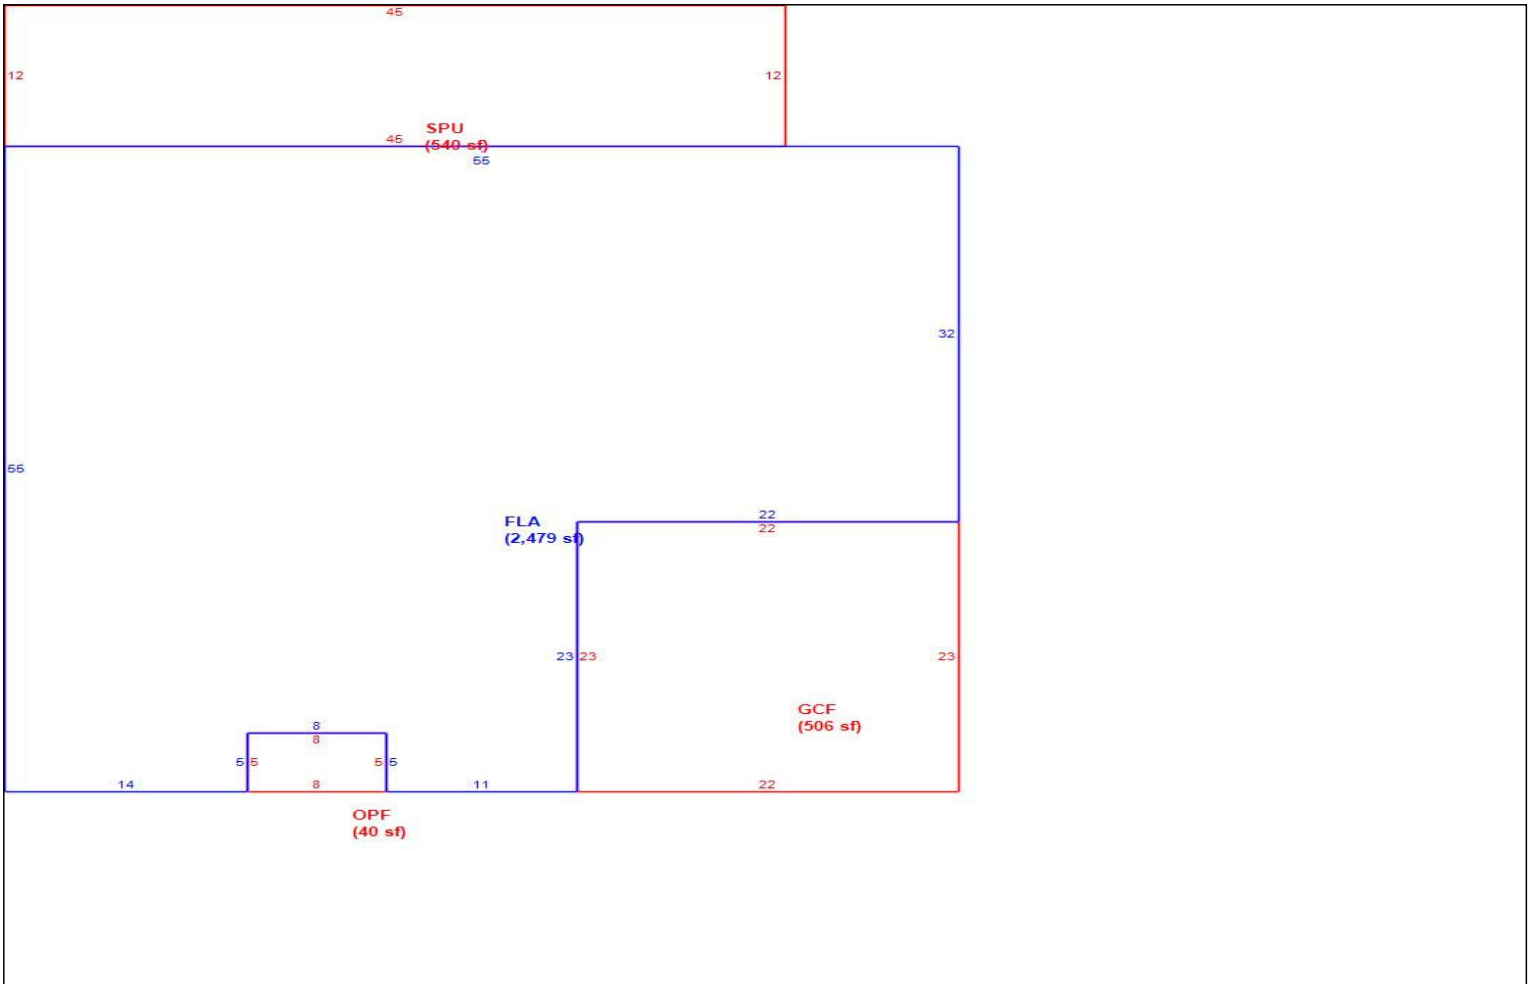 45
12 12
SPU
45 (540 sf)
55
32
55
22
FLA 22
(2,479 sf)
23 23 23
GCF
(506 sf)
8
8
5 5 5 5
14 8 11 22
OPF
(40 sf)